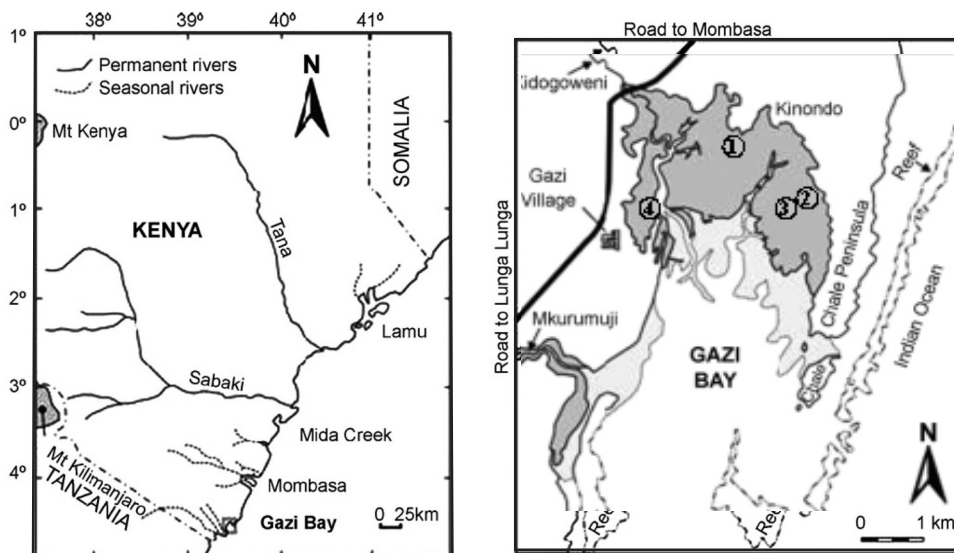 38º 39º 40º 41º
1º
Permanent rivers
Seasonal rivers
N
0º
Mt Kenya
SOMALIA
1º
KENYA
Tana
2º
Lamu
3º
Sabaki
Mida Creek
4º
Mt Kilimanjaro
TANZANIA
Mombasa
Gazi Bay
0 25km
Road to Mombasa
idogoweni
Kinondo
1
2
3
4
Gazi
Village
Reef
Chale Peninsula
Indian Ocean
Road to Lunga Lunga
Mkurumuji
GAZI
BAY
Chale
N
Ree
Ree
0 1 km